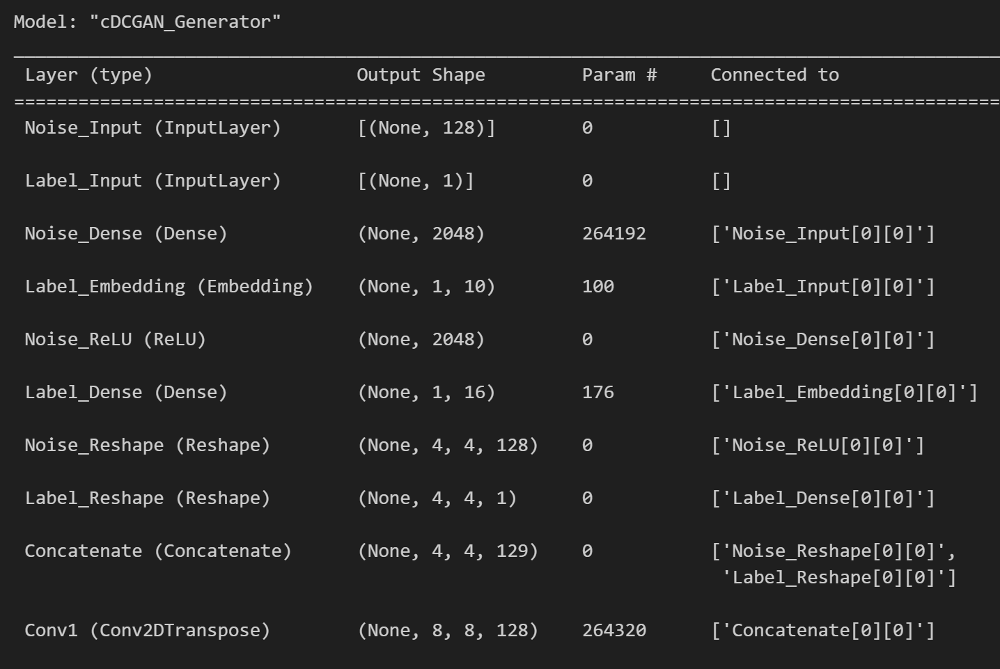 Model: "cDCGAN_Generator"
Layer (type) Output Shape Param # Connected to
Noise_Input (InputLayer) [(None, 128)] 0 []
Label_Input (InputLayer) [(None, 1)] 0 []
Noise_Dense (Dense) (None, 2048) 264192 ['Noise_Input[0][0]']
Label_Embedding (Embedding) (None, 1, 10) 100 ['Label_Input[0][0]']
Noise_ReLU (ReLU) (None, 2048) 0 ['Noise_Dense[0][0]']
Label_Dense (Dense) (None, 1, 16) 176 ['Label_Embedding[0][0]']
Noise_Reshape (Reshape) (None, 4, 4, 128) 0 ['Noise_ReLU[0][0]']
Label_Reshape (Reshape) (None, 4, 4, 1) 0 ['Label_Dense[0][0]']
Concatenate (Concatenate) (None, 4, 4, 129) 0 ['Noise_Reshape[0][0]',
'Label_Reshape[0][0]']
Conv1 (Conv2DTranspose) (None, 8, 8, 128) 264320 ['Concatenate[0][0]']